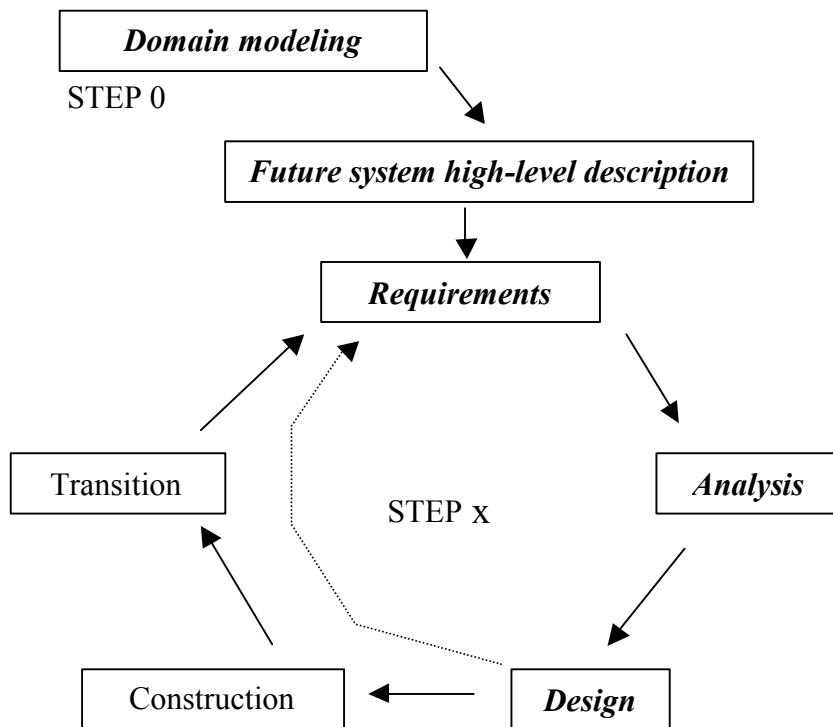 Domain modeling
STEP 0
Future system high-level description
Requirements
Transition
Analysis
STEP x
Construction
Design